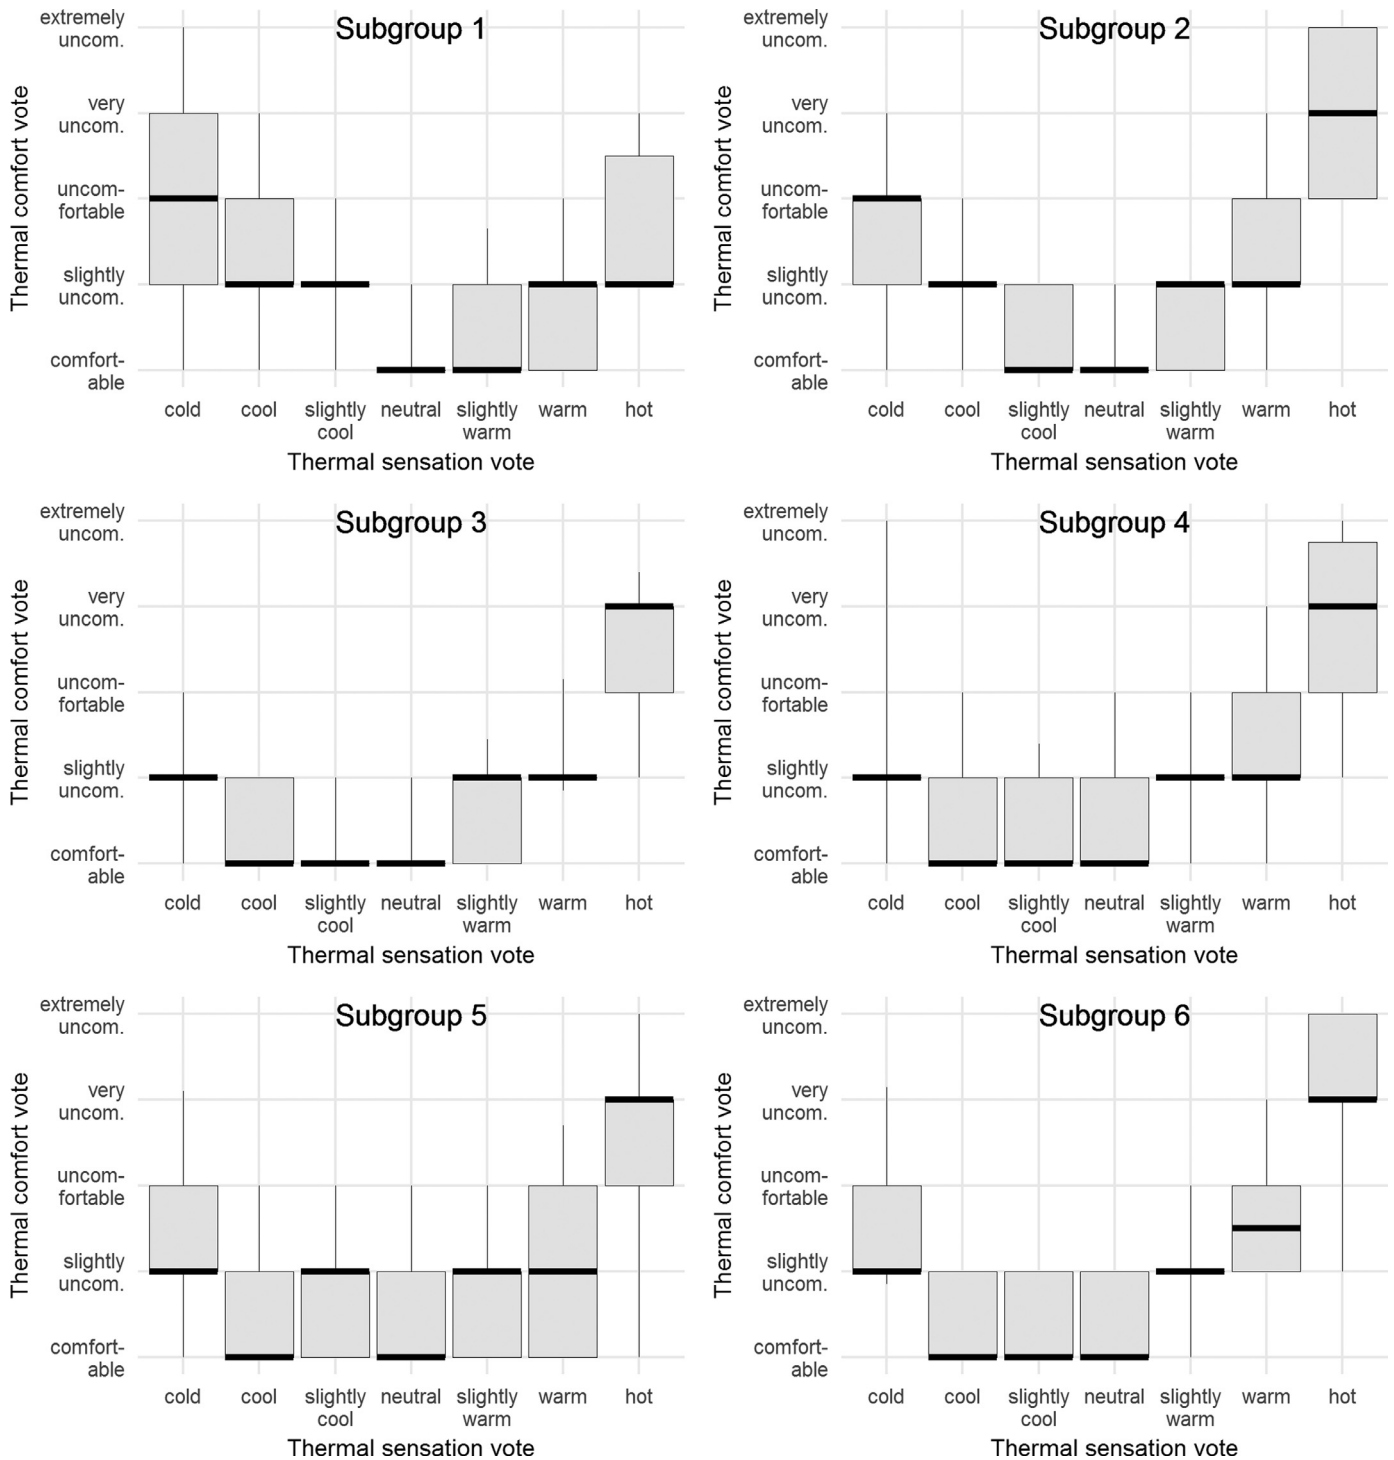 Subgroup 1
Thermal comfort vote
extremely
uncom.
very
uncom.
uncom-
fortable
slightly
uncom.
comfort-
able
cold cool slightly neutral slightly warm hot
cool warm
Thermal sensation vote
Subgroup 2
Thermal comfort vote
extremely
uncom.
very
uncom.
uncom-
fortable
slightly
uncom.
comfort-
able
cold cool slightly neutral slightly warm hot
cool warm
Thermal sensation vote
Subgroup 3
Thermal comfort vote
extremely
uncom.
very
uncom.
uncom-
fortable
slightly
uncom.
comfort-
able
cold cool slightly neutral slightly warm hot
cool warm
Thermal sensation vote
Subgroup 4
Thermal comfort vote
extremely
uncom.
very
uncom.
uncom-
fortable
slightly
uncom.
comfort-
able
cold cool slightly neutral slightly warm hot
cool warm
Thermal sensation vote
Subgroup 5
Thermal comfort vote
extremely
uncom.
very
uncom.
uncom-
fortable
slightly
uncom.
comfort-
able
cold cool slightly neutral slightly warm hot
cool warm
Thermal sensation vote
Subgroup 6
Thermal comfort vote
extremely
uncom.
very
uncom.
uncom-
fortable
slightly
uncom.
comfort-
able
cold cool slightly neutral slightly warm hot
cool warm
Thermal sensation vote